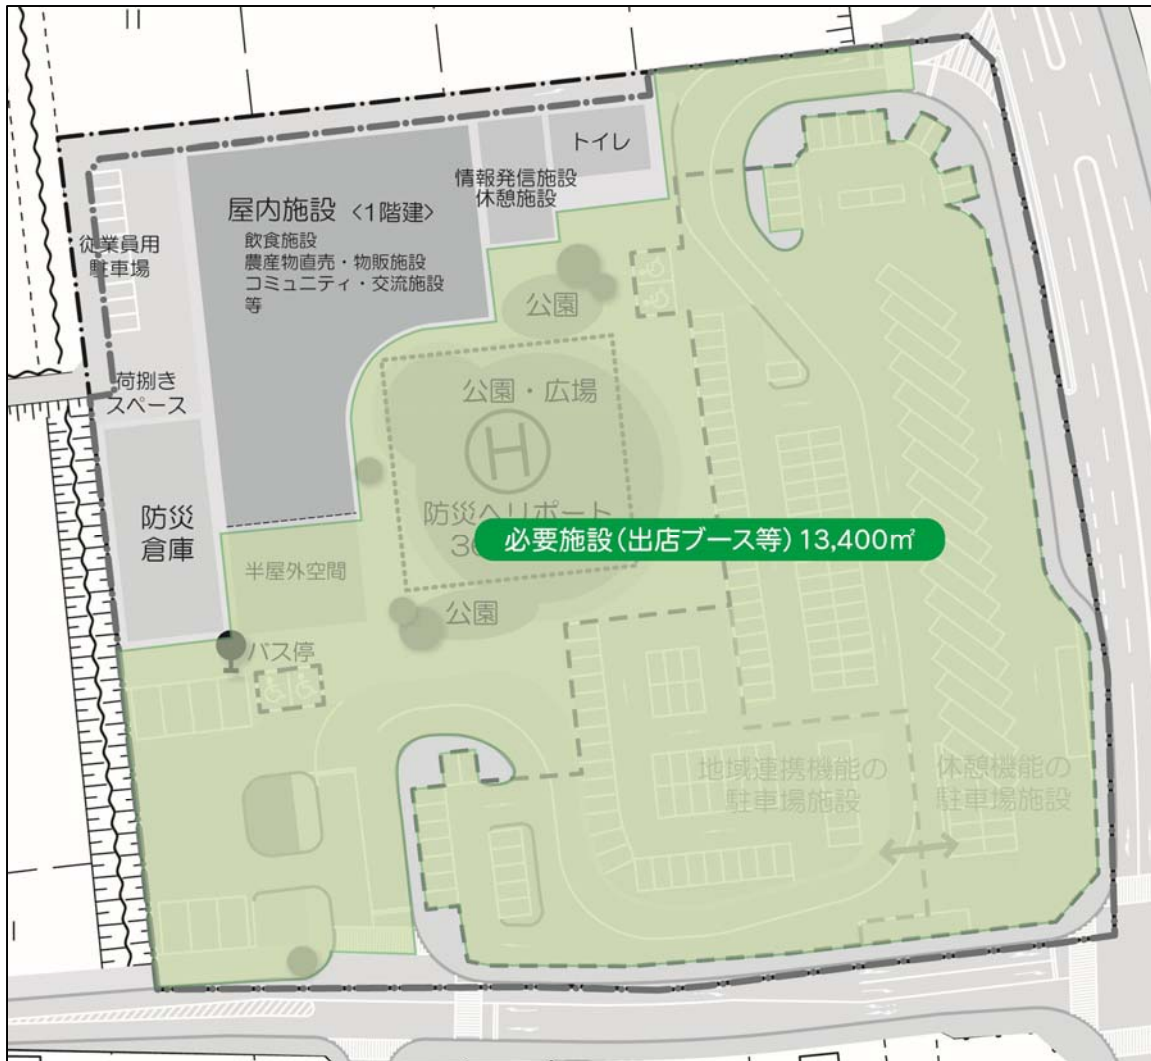 トイレ
情報発信施設
休憩施設
屋内施設 <1階建>
飲食施設
農産物直売・物販施設
コミュニティ・交流施設
等
従業員用
駐車場
公園
荷捌き
スペース
公園・広場
H
防災ヘリポート
防災
倉庫
必要施設(出店ブース等)13,400㎡
半屋外空間
公園
バス停
地域連携機能の
駐車場施設
休憩機能の
駐車場施設